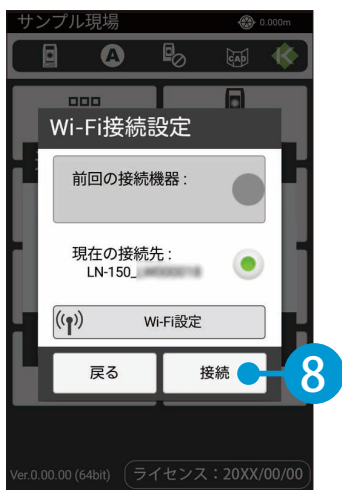 サンプル現場
0.000m
A
CAD
Wi-Fi接続設定
前回の接続機器 :
現在の接続先 :
LN-150_
Wi-Fi設定
戻る
接続
8
Ver.0.00.00 (64bit)
ライセンス : 20XX/00/00